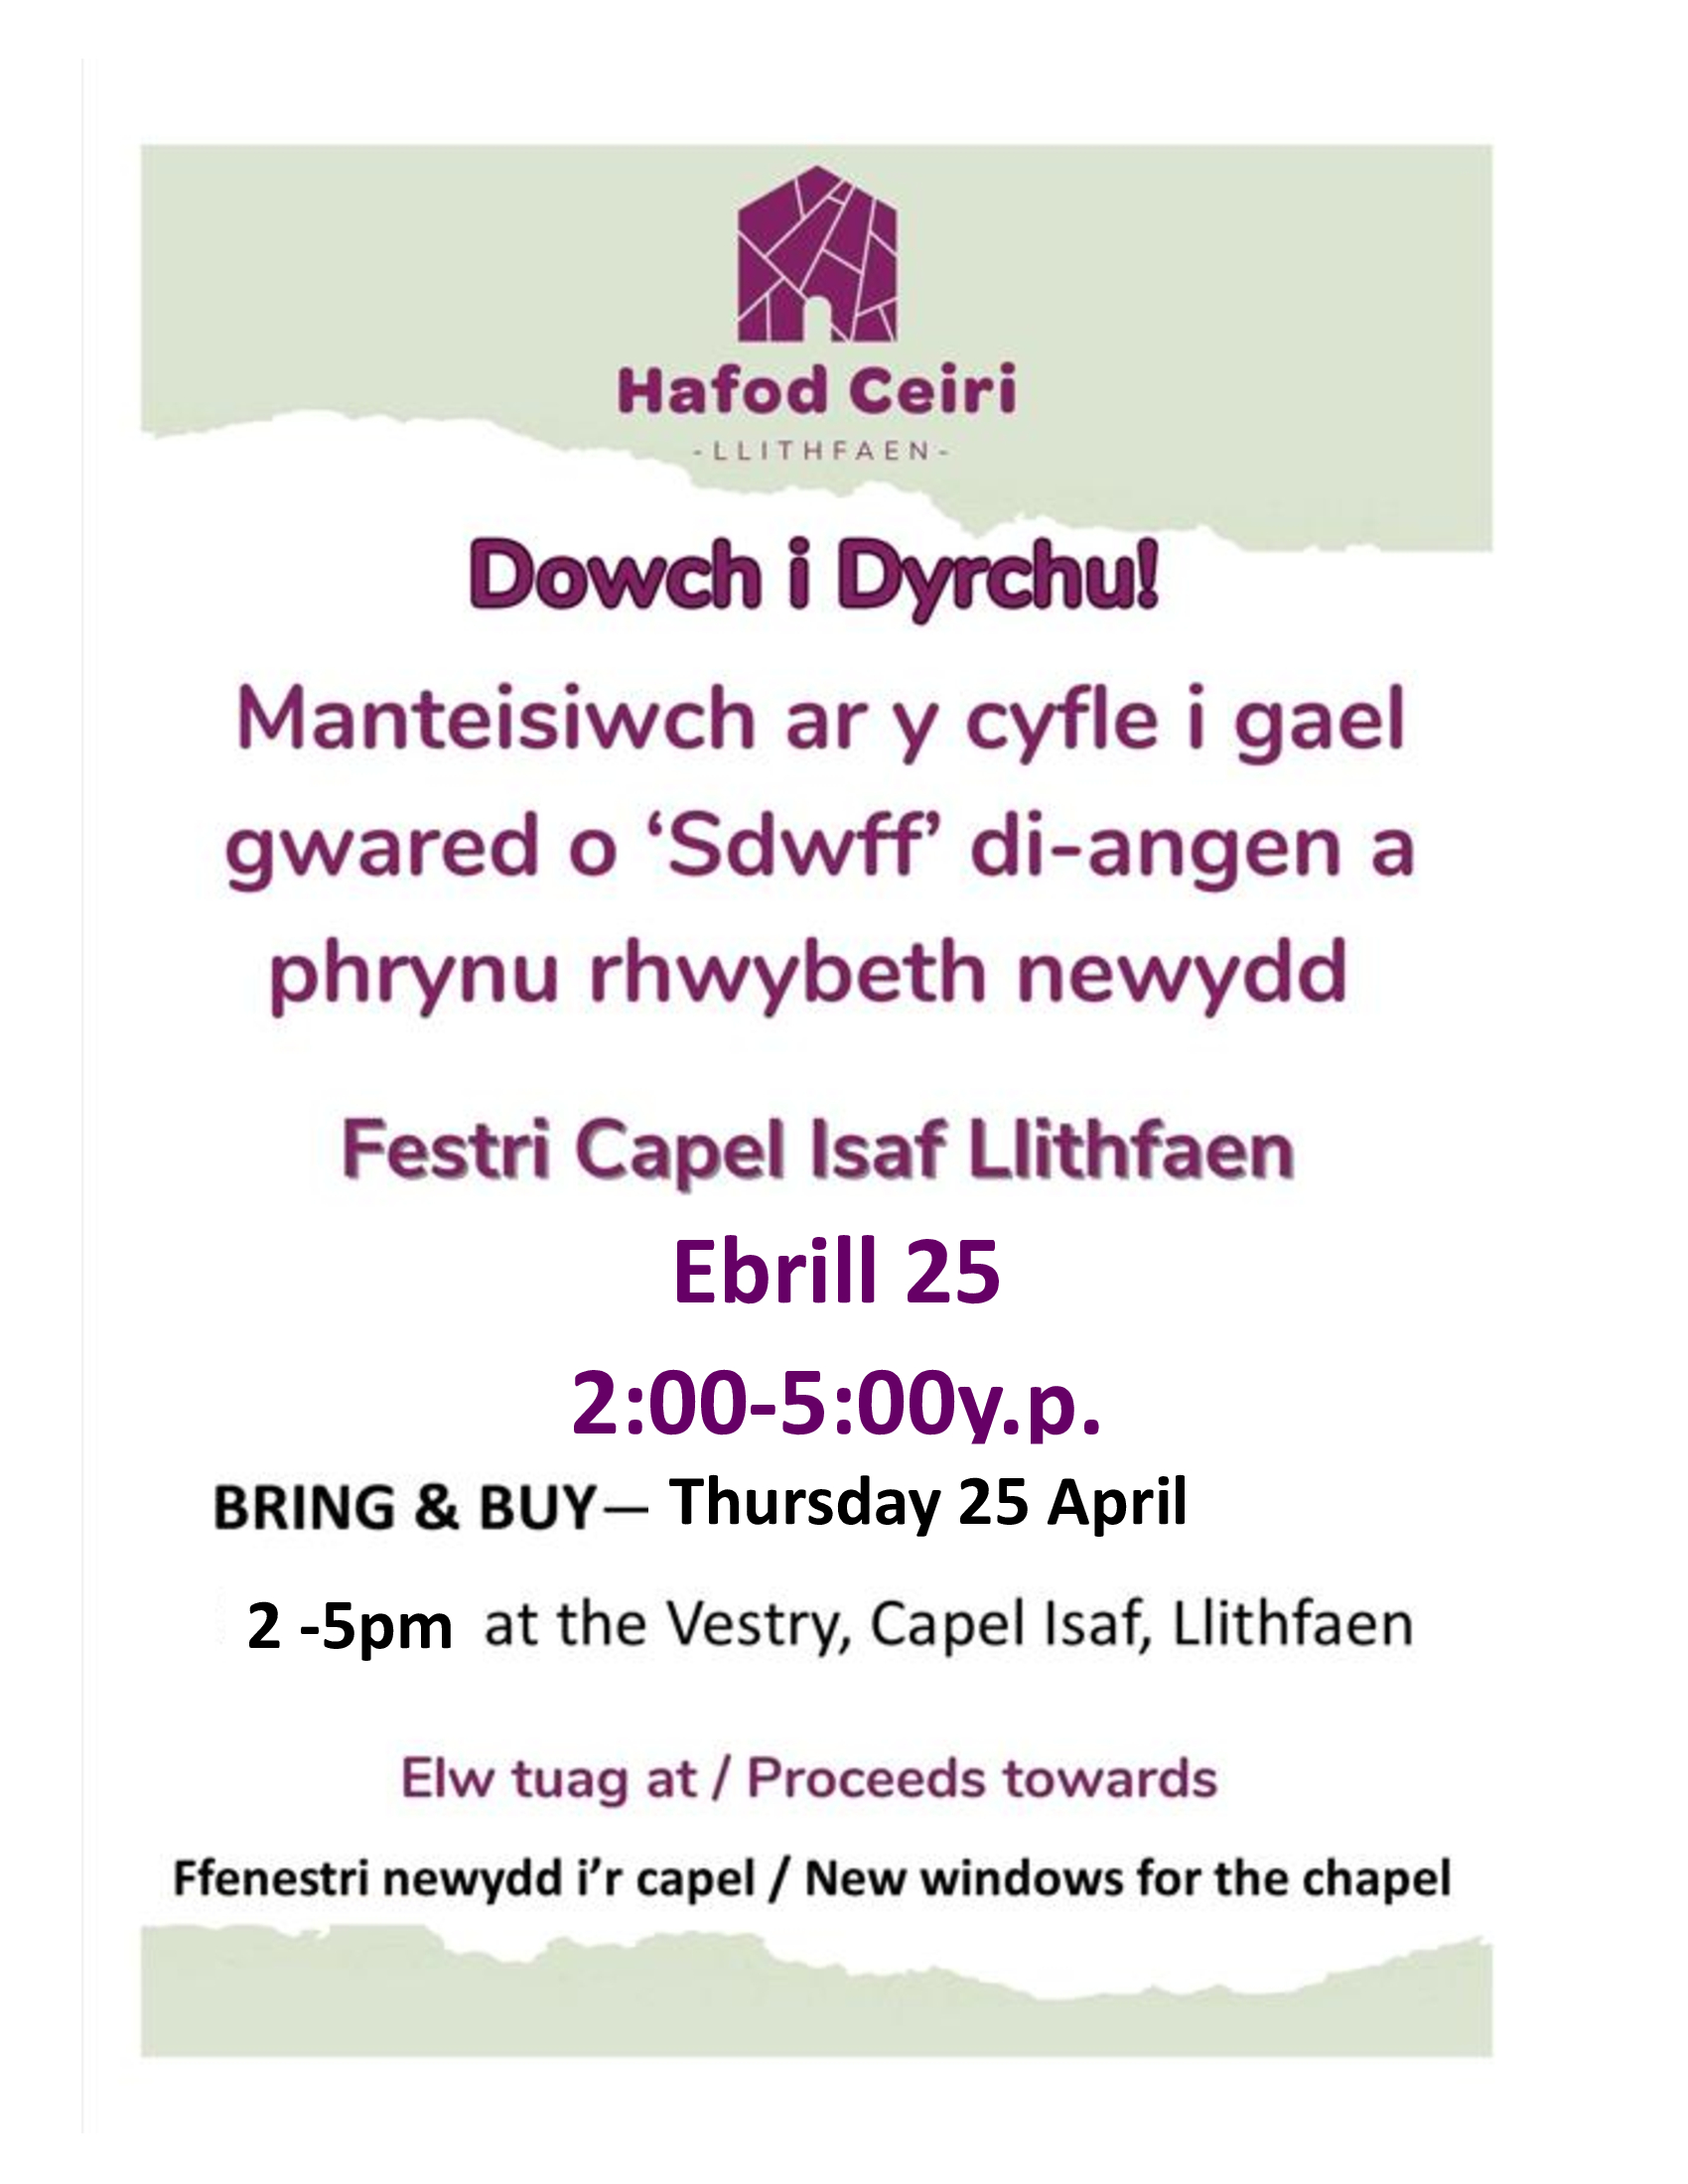 Hafod Ceiri
-LLITHFAEN-
Dowch i Dyrchu!
Manteisiwch ar y cyfle i gael
gwared o ‘Sdwff’ di-angen a
phrynu rhwybeth newydd
Festri Capel Isaf Llithfaen
Ebrill 25
2:00-5:00y.p.
BRING & BUY— Thursday 25 April
2 -5pm at the Vestry, Capel Isaf, Llithfaen
Elw tuag at / Proceeds towards
Ffenestri newydd i’r capel / New windows for the chapel